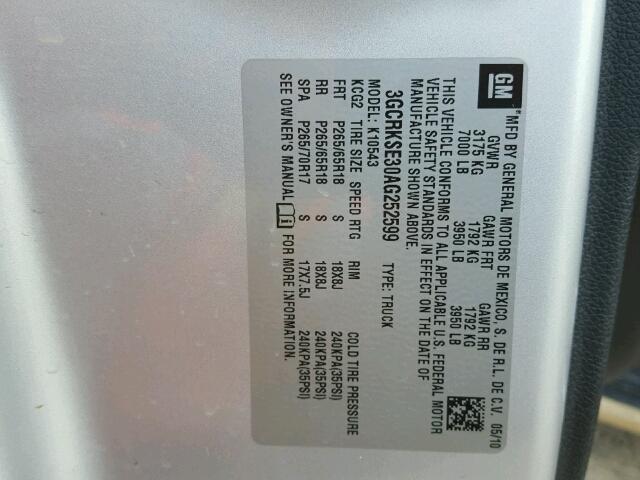 GM
MFD BY GENERAL MOTORS DE MEXICO, S. DE R.L. DE C.V. 05/10
GVWR GAWR FRT GAWR RR
3175 KG 1792 KG 1792 KG
7000 LB 3950 LB 3950 LB
THIS VEHICLE CONFORMS TO ALL APPLICABLE U.S. FEDERAL MOTOR
VEHICLE SAFETY STANDARDS IN EFFECT ON THE DATE OF
MANUFACTURE SHOWN ABOVE.
3GCRKSE30AG252599 TYPE: TRUCK
MODEL: K10543
KCG2 TIRE SIZE SPEED RTG RIM COLD TIRE PRESSURE
FRT P265/65R18 S 18X8J 240KPA(35PSI)
RR P265/65R18 S 18X8J 240KPA(35PSI)
SPA P265/70R17 S 17X7.5J 240KPA(35PSI)
SEE OWNER'S MANUAL FOR MORE INFORMATION.